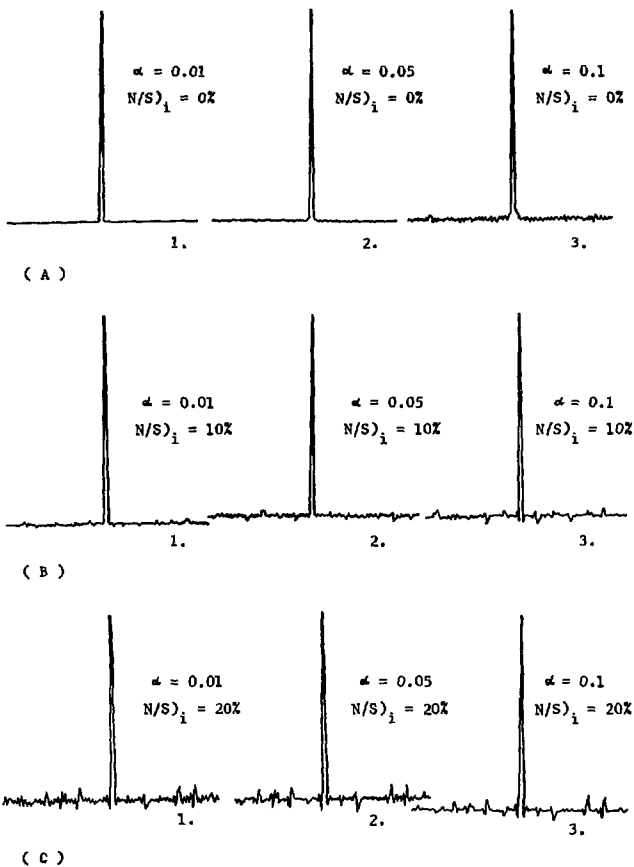 α = 0.01
N/S)i = 0%
α = 0.05
N/S)i = 0%
α = 0.1
N/S)i = 0%
1.
2.
3.
( A )
α = 0.01
N/S)i = 10%
α = 0.05
N/S)i = 10%
α = 0.1
N/S)i = 10%
1.
2.
3.
( B )
α = 0.01
N/S)i = 20%
α = 0.05
N/S)i = 20%
α = 0.1
N/S)i = 20%
1.
2.
3.
( C )